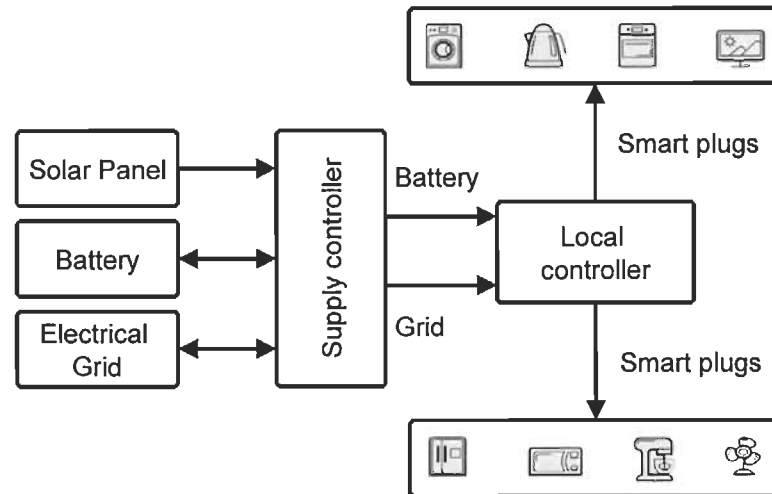 Smart plugs
Solar Panel
Supply controller
Battery
Local
controller
Battery
Electrical
Grid
Grid
Smart plugs